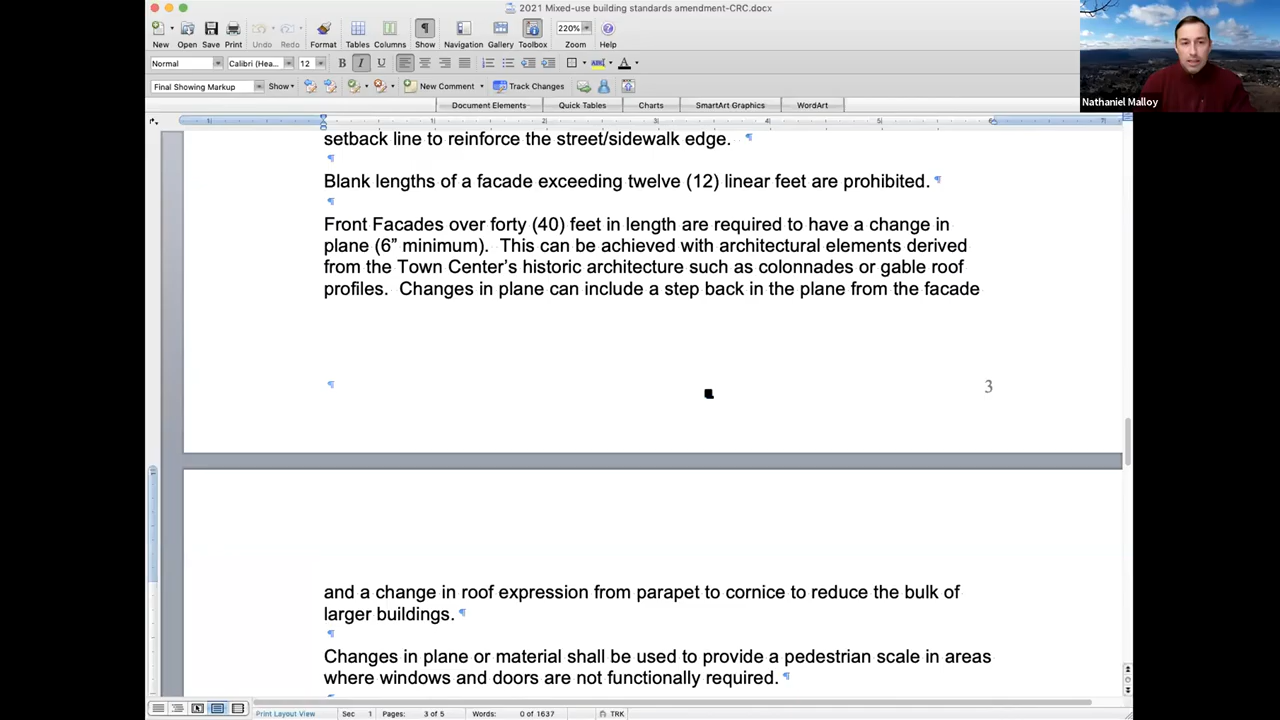 2021 Mixed-use building standards amendment-CRC.docx
220%
New Open Save Print Undo Redo Format Tables Columns Show Navigation Gallery Toolbox Zoom Help
Normal Calibri (Hea... 12 B I U
Final Showing Markup Show New Comment Track Changes
Document Elements Quick Tables Charts SmartArt Graphics WordArt
Nathaniel Malloy
setback line to reinforce the street/sidewalk edge. ¶
¶
Blank lengths of a facade exceeding twelve (12) linear feet are prohibited. ¶
¶
Front Facades over forty (40) feet in length are required to have a change in
plane (6” minimum). This can be achieved with architectural elements derived
from the Town Center’s historic architecture such as colonnades or gable roof
profiles. Changes in plane can include a step back in the plane from the facade
¶ 3
and a change in roof expression from parapet to cornice to reduce the bulk of
larger buildings. ¶
¶
Changes in plane or material shall be used to provide a pedestrian scale in areas
where windows and doors are not functionally required. ¶
Print Layout View Sec 1 Pages: 3 of 5 Words: 0 of 1637 TRK